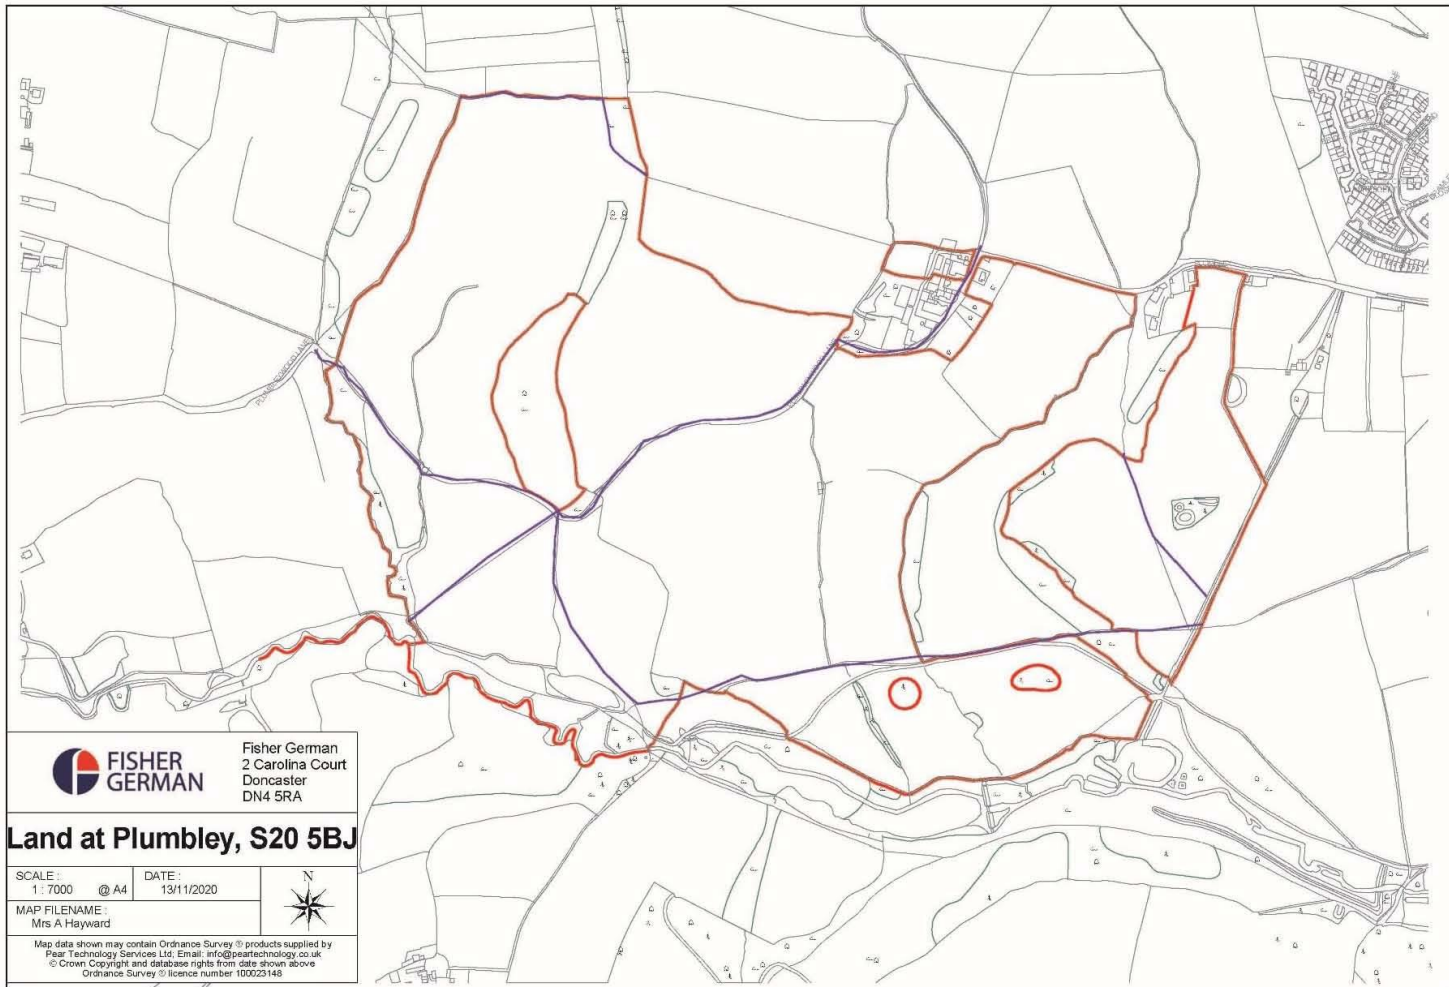 FISHER
GERMAN
Fisher German
2 Carolina Court
Doncaster
DN4 5RA
Land at Plumbley, S20 5BJ
SCALE :
1 : 7000 @ A4
DATE :
13/11/2020
N
MAP FILENAME :
Mrs A Hayward
Map data shown may contain Ordnance Survey ® products supplied by
Pear Technology Services Ltd; Email: info@peartechnology.co.uk
© Crown Copyright and database rights from date shown above
Ordnance Survey ® licence number 100023148